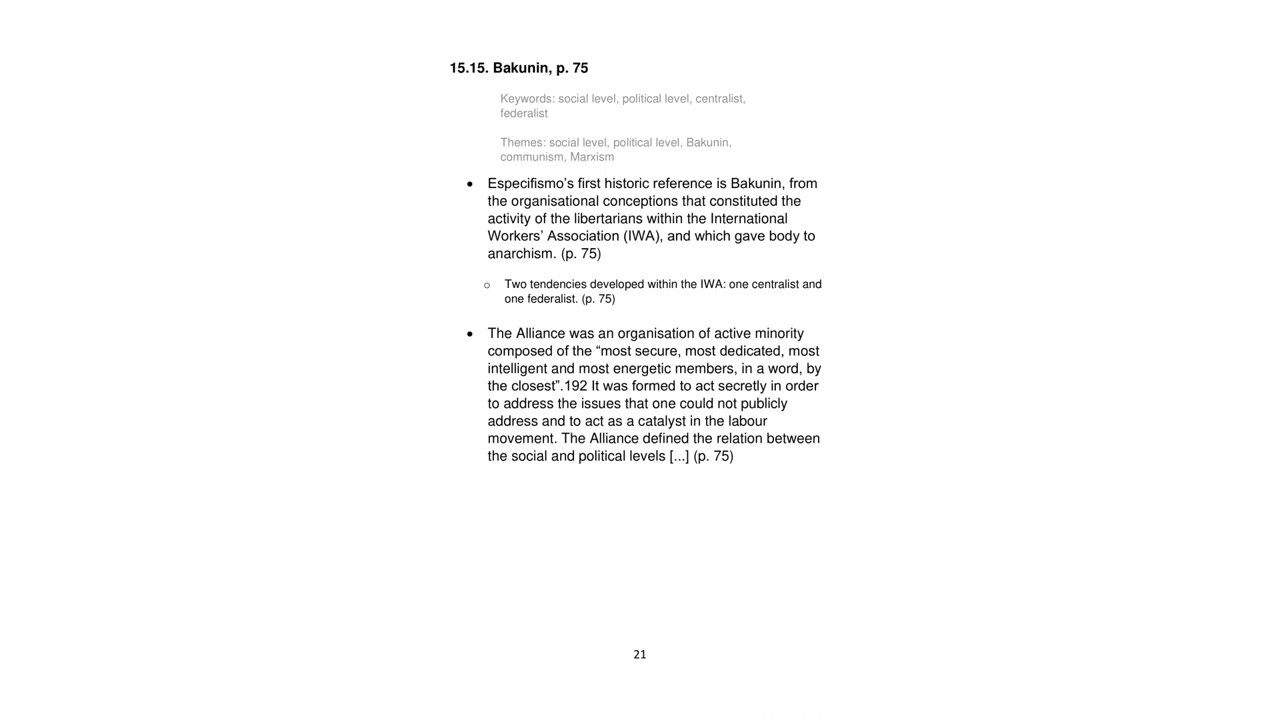 15.15. Bakunin, p. 75
Keywords: social level, political level, centralist,
federalist
Themes: social level, political level, Bakunin,
communism, Marxism
• Especifismo’s first historic reference is Bakunin, from
the organisational conceptions that constituted the
activity of the libertarians within the International
Workers’ Association (IWA), and which gave body to
anarchism. (p. 75)
o Two tendencies developed within the IWA: one centralist and
one federalist. (p. 75)
• The Alliance was an organisation of active minority
composed of the “most secure, most dedicated, most
intelligent and most energetic members, in a word, by
the closest”.192 It was formed to act secretly in order
to address the issues that one could not publicly
address and to act as a catalyst in the labour
movement. The Alliance defined the relation between
the social and political levels [...] (p. 75)
21